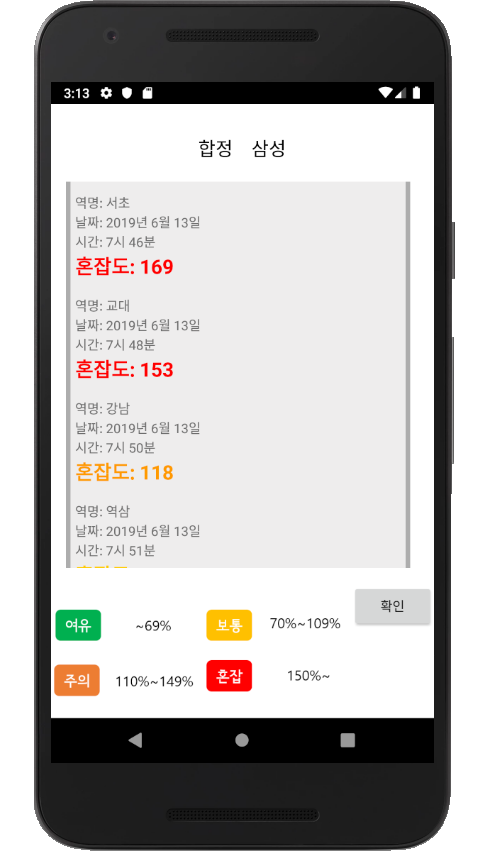 3:13
합정 삼성
역명: 서초
날짜: 2019년 6월 13일
시간: 7시 46분
혼잡도: 169
역명: 교대
날짜: 2019년 6월 13일
시간: 7시 48분
혼잡도: 153
역명: 강남
날짜: 2019년 6월 13일
시간: 7시 50분
혼잡도: 118
역명: 역삼
날짜: 2019년 6월 13일
시간: 7시 51분
확인
여유 ~69% 보통 70%~109%
주의 110%~149% 혼잡 150%~